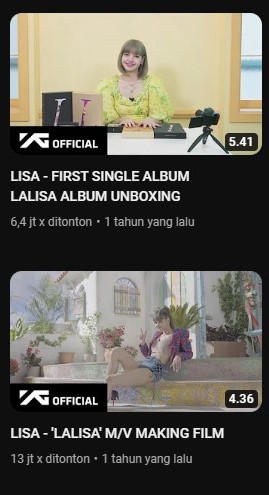 YG OFFICIAL
5.41
LISA - FIRST SINGLE ALBUM
LALISA ALBUM UNBOXING
6,4 jt x ditonton • 1 tahun yang lalu
YG OFFICIAL
4.36
LISA - 'LALISA' M/V MAKING FILM
13 jt x ditonton • 1 tahun yang lalu